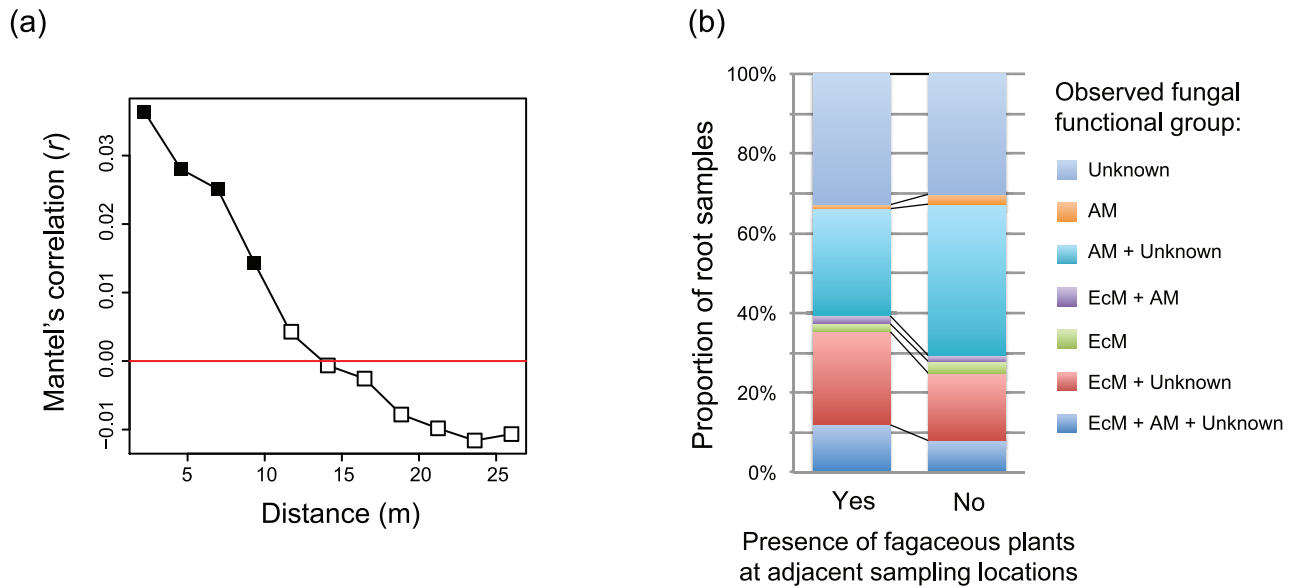 (a)
Mantel's correlation (r)
0.03
0.02
0.01
0.00
−0.01
5
10
15
20
25
Distance (m)
(b)
Proportion of root samples
100%
80%
60%
40%
20%
0%
Yes
No
Presence of fagaceous plants
at adjacent sampling locations
Observed fungal
functional group:
Unknown
AM
AM + Unknown
EcM + AM
EcM
EcM + Unknown
EcM + AM + Unknown